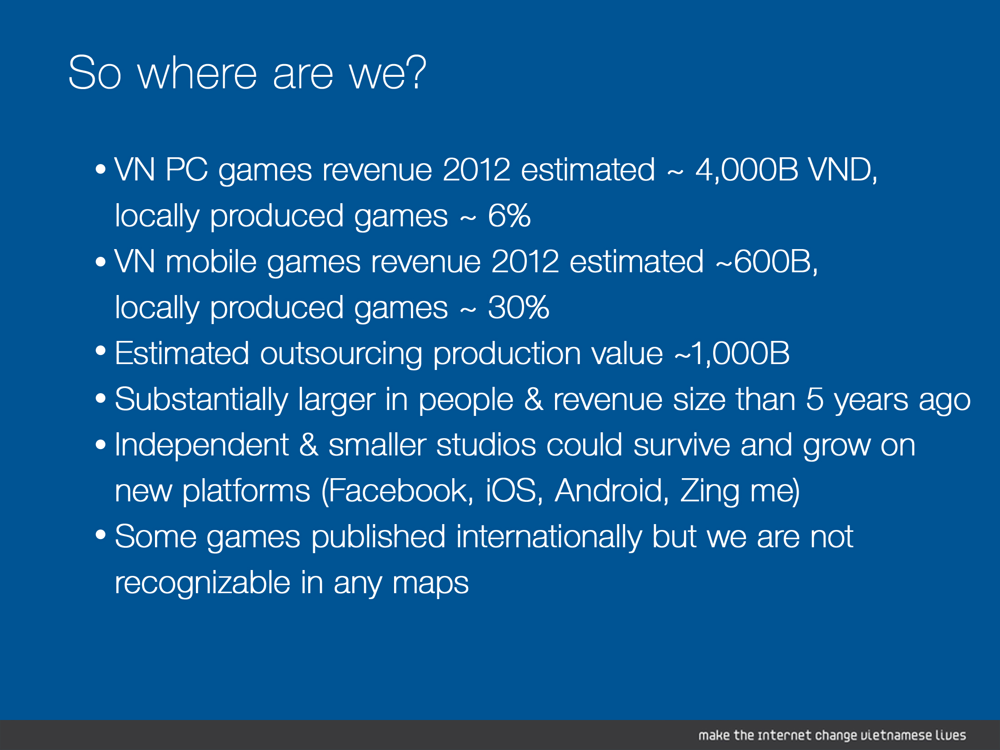 So where are we?
• VN PC games revenue 2012 estimated ~ 4,000B VND,
locally produced games ~ 6%
• VN mobile games revenue 2012 estimated ~600B,
locally produced games ~ 30%
• Estimated outsourcing production value ~1,000B
• Substantially larger in people & revenue size than 5 years ago
• Independent & smaller studios could survive and grow on
new platforms (Facebook, iOS, Android, Zing me)
• Some games published internationally but we are not
recognizable in any maps
make the Internet change vietnamese lives